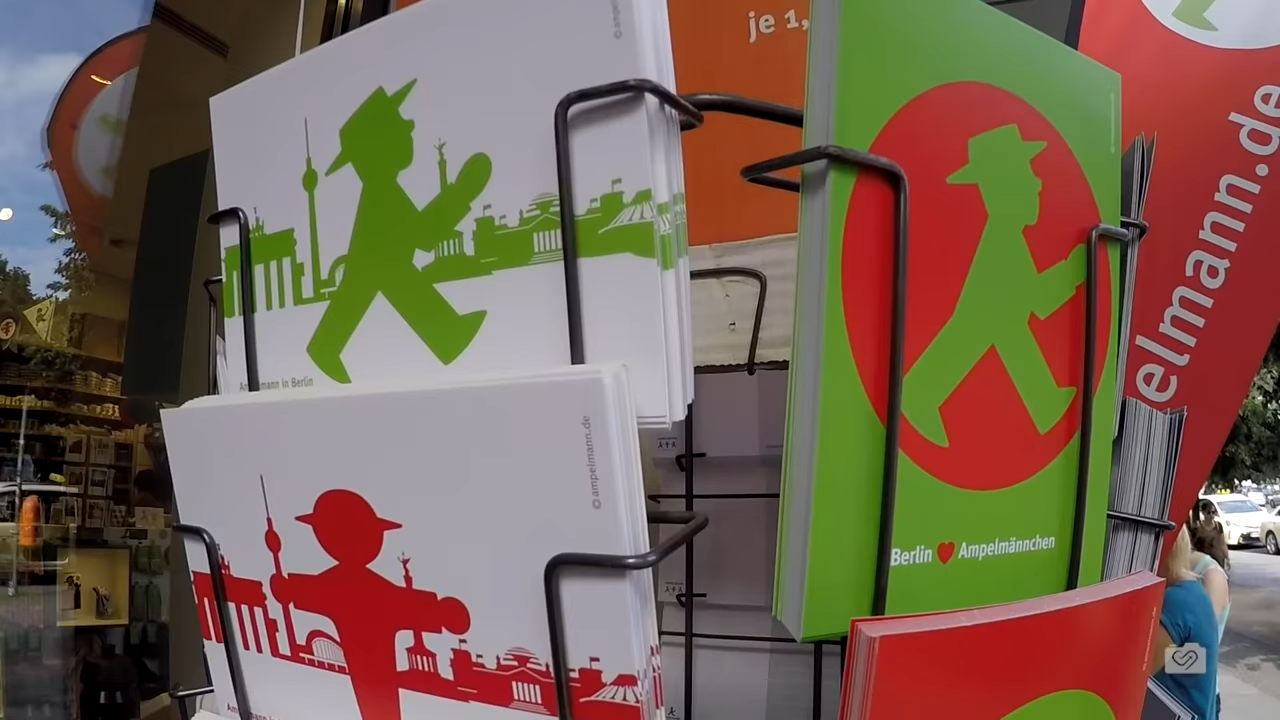 je 1,
elmann.de
Ampelmann in Berlin
© ampelmann.de
Berlin ❤ Ampelmännchen